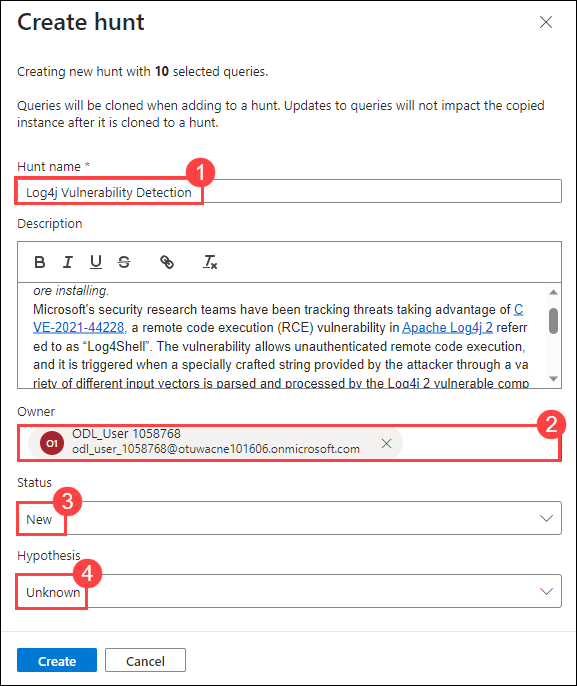 Create hunt
Creating new hunt with 10 selected queries.
Queries will be cloned when adding to a hunt. Updates to queries will not impact the copied
instance after it is cloned to a hunt.
Hunt name *
1
Log4j Vulnerability Detection
Description
B I U S
ore installing.
Microsoft's security research teams have been tracking threats taking advantage of C
VE-2021-44228, a remote code execution (RCE) vulnerability in Apache Log4j 2 referr
ed to as “Log4Shell”. The vulnerability allows unauthenticated remote code execution,
and it is triggered when a specially crafted string provided by the attacker through a va
riety of different input vectors is parsed and processed by the Log4j 2 vulnerable comp
Owner
2
O1
ODL_User 1058768
odl_user_1058768@otuwacne101606.onmicrosoft.com
Status
3
New
Hypothesis
4
Unknown
Create Cancel